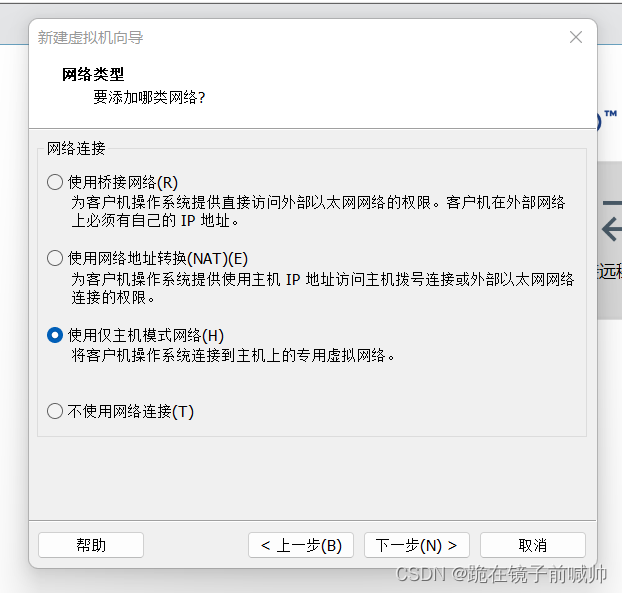 新建虚拟机向导
网络类型
要添加哪类网络?
™
网络连接
使用桥接网络(R)
为客户机操作系统提供直接访问外部以太网网络的权限。客户机在外部网络
上必须有自己的 IP 地址。
使用网络地址转换(NAT)(E)
为客户机操作系统提供使用主机 IP 地址访问主机拨号连接或外部以太网网络
连接的权限。
远程
使用仅主机模式网络(H)
将客户机操作系统连接到主机上的专用虚拟网络。
不使用网络连接(T)
帮助
< 上一步(B)
下一步(N) >
取消
CSDN @跪在镜子前喊帅